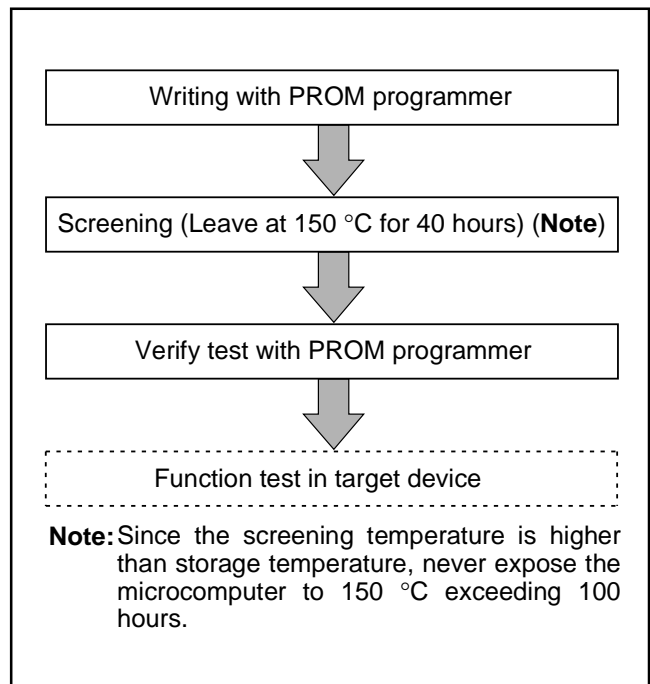 Writing with PROM programmer
Screening (Leave at 150 °C for 40 hours) (Note)
Verify test with PROM programmer
Function test in target device
Note: Since the screening temperature is higher
than storage temperature, never expose the
microcomputer to 150 °C exceeding 100
hours.